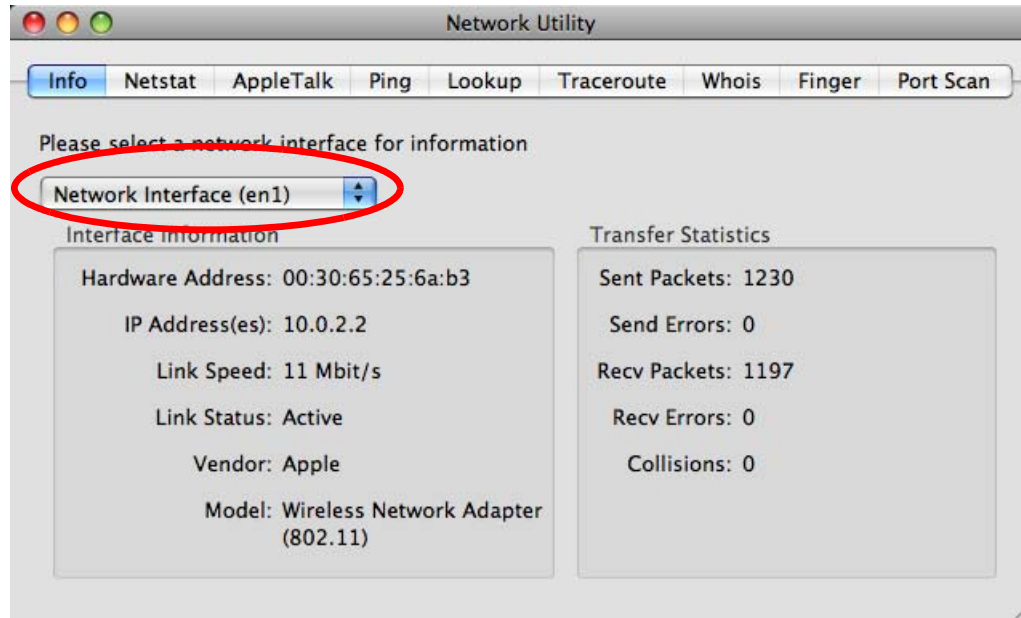 Network Utility
Info Netstat AppleTalk Ping Lookup Traceroute Whois Finger Port Scan
Please select a network interface for information
Network Interface (en1)
Interface Information
Hardware Address: 00:30:65:25:6a:b3
IP Address(es): 10.0.2.2
Link Speed: 11 Mbit/s
Link Status: Active
Vendor: Apple
Model: Wireless Network Adapter
(802.11)
Transfer Statistics
Sent Packets: 1230
Send Errors: 0
Recv Packets: 1197
Recv Errors: 0
Collisions: 0